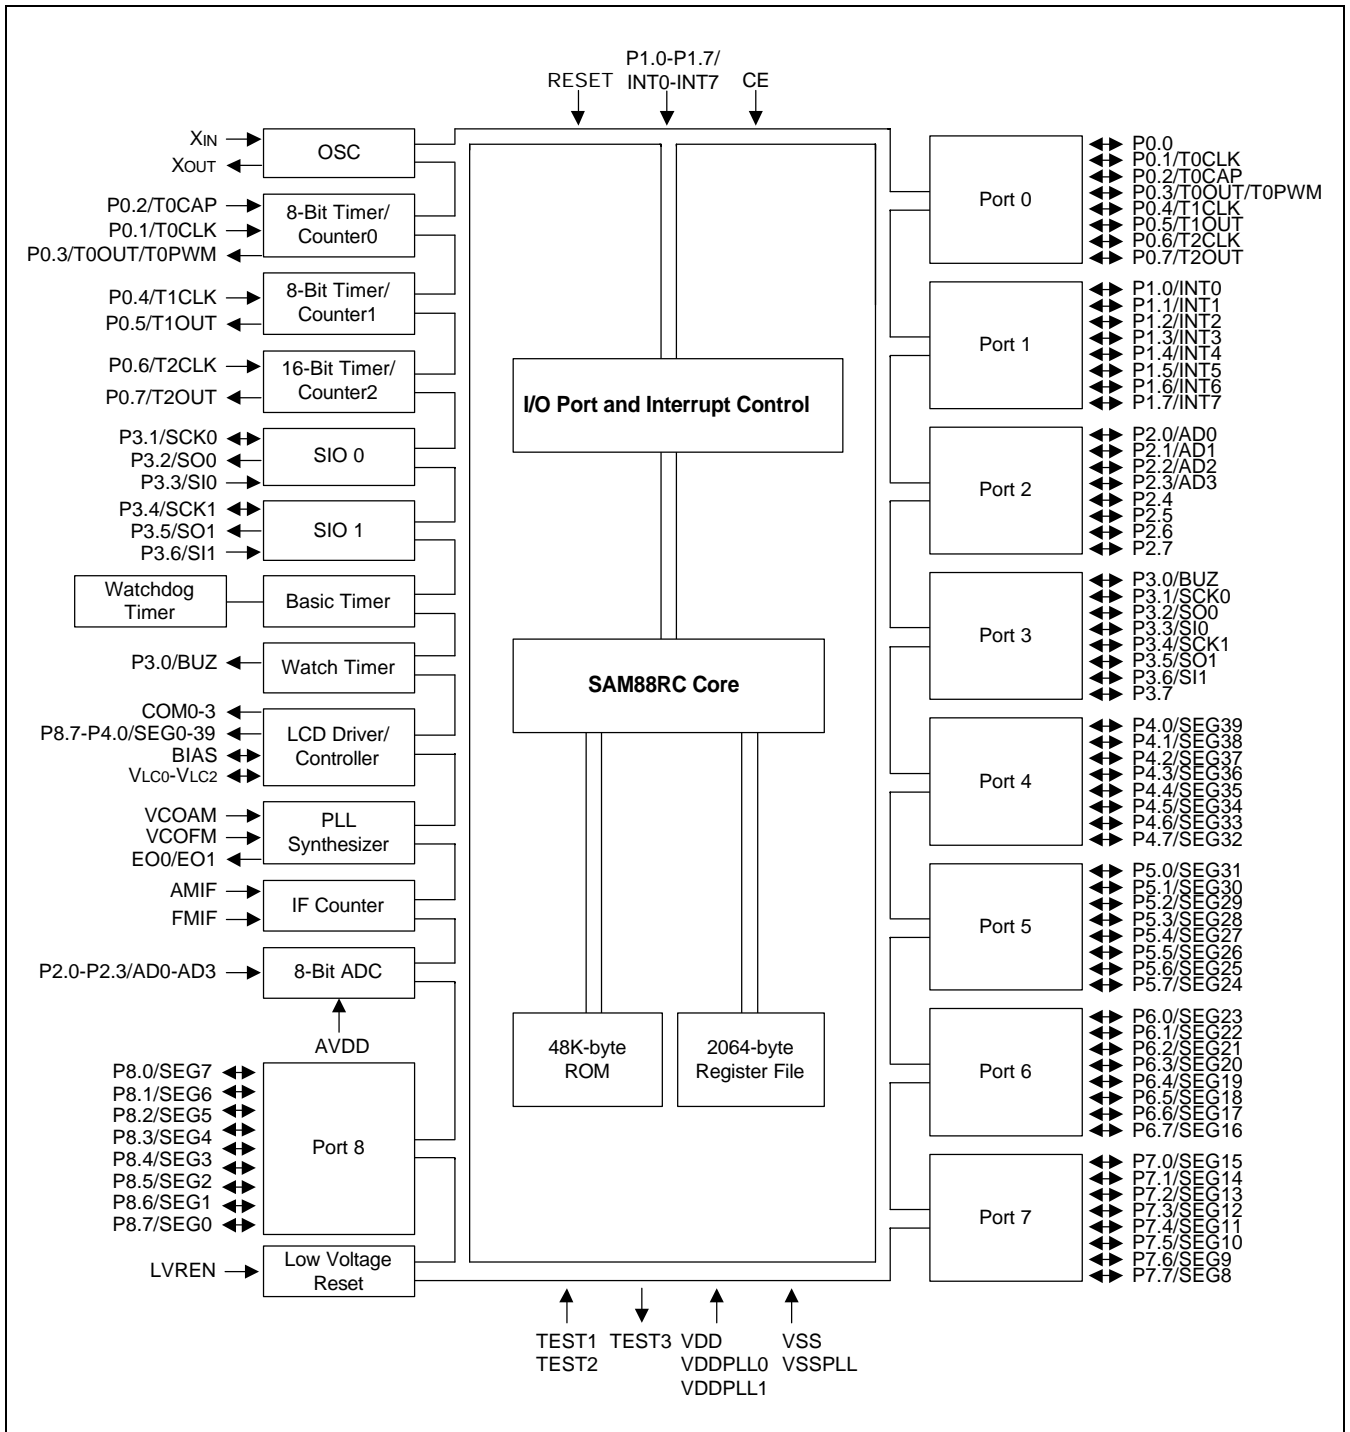 RESET
P1.0-P1.7/
INT0-INT7
CE
XIN
XOUT
OSC
P0.2/T0CAP
P0.1/T0CLK
P0.3/T0OUT/T0PWM
8-Bit Timer/
Counter0
P0.4/T1CLK
P0.5/T1OUT
8-Bit Timer/
Counter1
P0.6/T2CLK
P0.7/T2OUT
16-Bit Timer/
Counter2
P3.1/SCK0
P3.2/SO0
P3.3/SI0
SIO 0
P3.4/SCK1
P3.5/SO1
P3.6/SI1
SIO 1
Watchdog
Timer
Basic Timer
P3.0/BUZ
Watch Timer
COM0-3
P8.7-P4.0/SEG0-39
BIAS
VLC0-VLC2
LCD Driver/
Controller
VCOAM
VCOFM
EO0/EO1
PLL
Synthesizer
AMIF
FMIF
IF Counter
P2.0-P2.3/AD0-AD3
8-Bit ADC
AVDD
P8.0/SEG7
P8.1/SEG6
P8.2/SEG5
P8.3/SEG4
P8.4/SEG3
P8.5/SEG2
P8.6/SEG1
P8.7/SEG0
Port 8
LVREN
Low Voltage
Reset
I/O Port and Interrupt Control
SAM88RC Core
48K-byte
ROM
2064-byte
Register File
TEST1
TEST2
TEST3
VDD
VDDPLL0
VDDPLL1
VSS
VSSPLL
Port 0
P0.0
P0.1/T0CLK
P0.2/T0CAP
P0.3/T0OUT/T0PWM
P0.4/T1CLK
P0.5/T1OUT
P0.6/T2CLK
P0.7/T2OUT
Port 1
P1.0/INT0
P1.1/INT1
P1.2/INT2
P1.3/INT3
P1.4/INT4
P1.5/INT5
P1.6/INT6
P1.7/INT7
Port 2
P2.0/AD0
P2.1/AD1
P2.2/AD2
P2.3/AD3
P2.4
P2.5
P2.6
P2.7
Port 3
P3.0/BUZ
P3.1/SCK0
P3.2/SO0
P3.3/SI0
P3.4/SCK1
P3.5/SO1
P3.6/SI1
P3.7
Port 4
P4.0/SEG39
P4.1/SEG38
P4.2/SEG37
P4.3/SEG36
P4.4/SEG35
P4.5/SEG34
P4.6/SEG33
P4.7/SEG32
Port 5
P5.0/SEG31
P5.1/SEG30
P5.2/SEG29
P5.3/SEG28
P5.4/SEG27
P5.5/SEG26
P5.6/SEG25
P5.7/SEG24
Port 6
P6.0/SEG23
P6.1/SEG22
P6.2/SEG21
P6.3/SEG20
P6.4/SEG19
P6.5/SEG18
P6.6/SEG17
P6.7/SEG16
Port 7
P7.0/SEG15
P7.1/SEG14
P7.2/SEG13
P7.3/SEG12
P7.4/SEG11
P7.5/SEG10
P7.6/SEG9
P7.7/SEG8